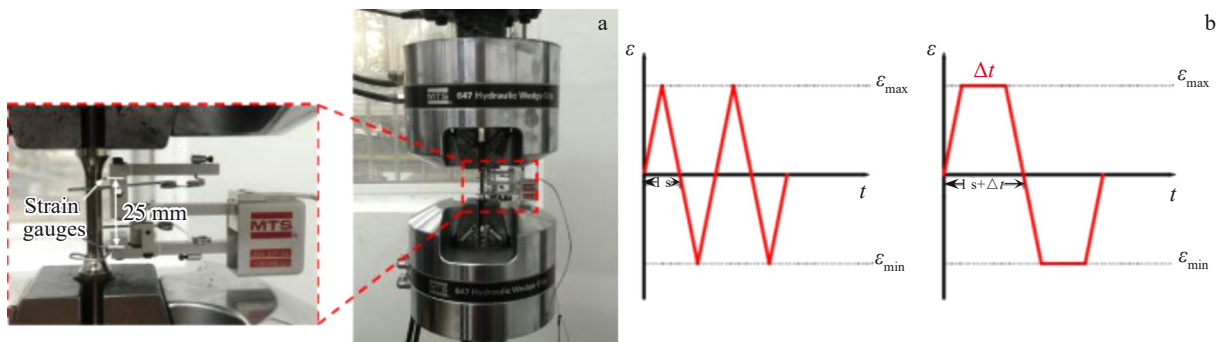 a
MTS 647 Hydraulic Wedge Grip
Strain
gauges
25 mm
MTS
647 Hydraulic Wedge Grip
b
ε
Δt
ε_max
1 s
t
ε_min
ε
ε_max
1 s+Δt
t
ε_min